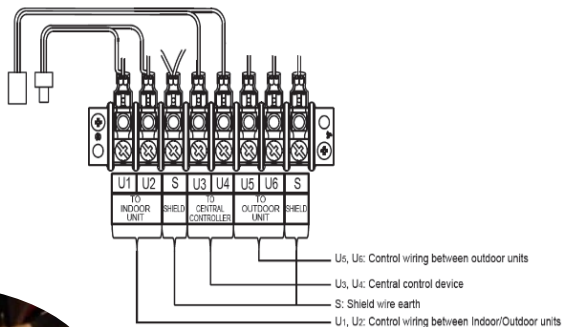 U1 U2 S U3 U4 U5 U6 S
TO
INDOOR
UNIT
SHIELD
TO
CENTRAL
CONTROLLER
TO
OUTDOOR
UNIT
SHIELD
U5, U6: Control wiring between outdoor units
U3, U4: Central control device
S: Shield wire earth
U1, U2: Control wiring between Indoor/Outdoor units